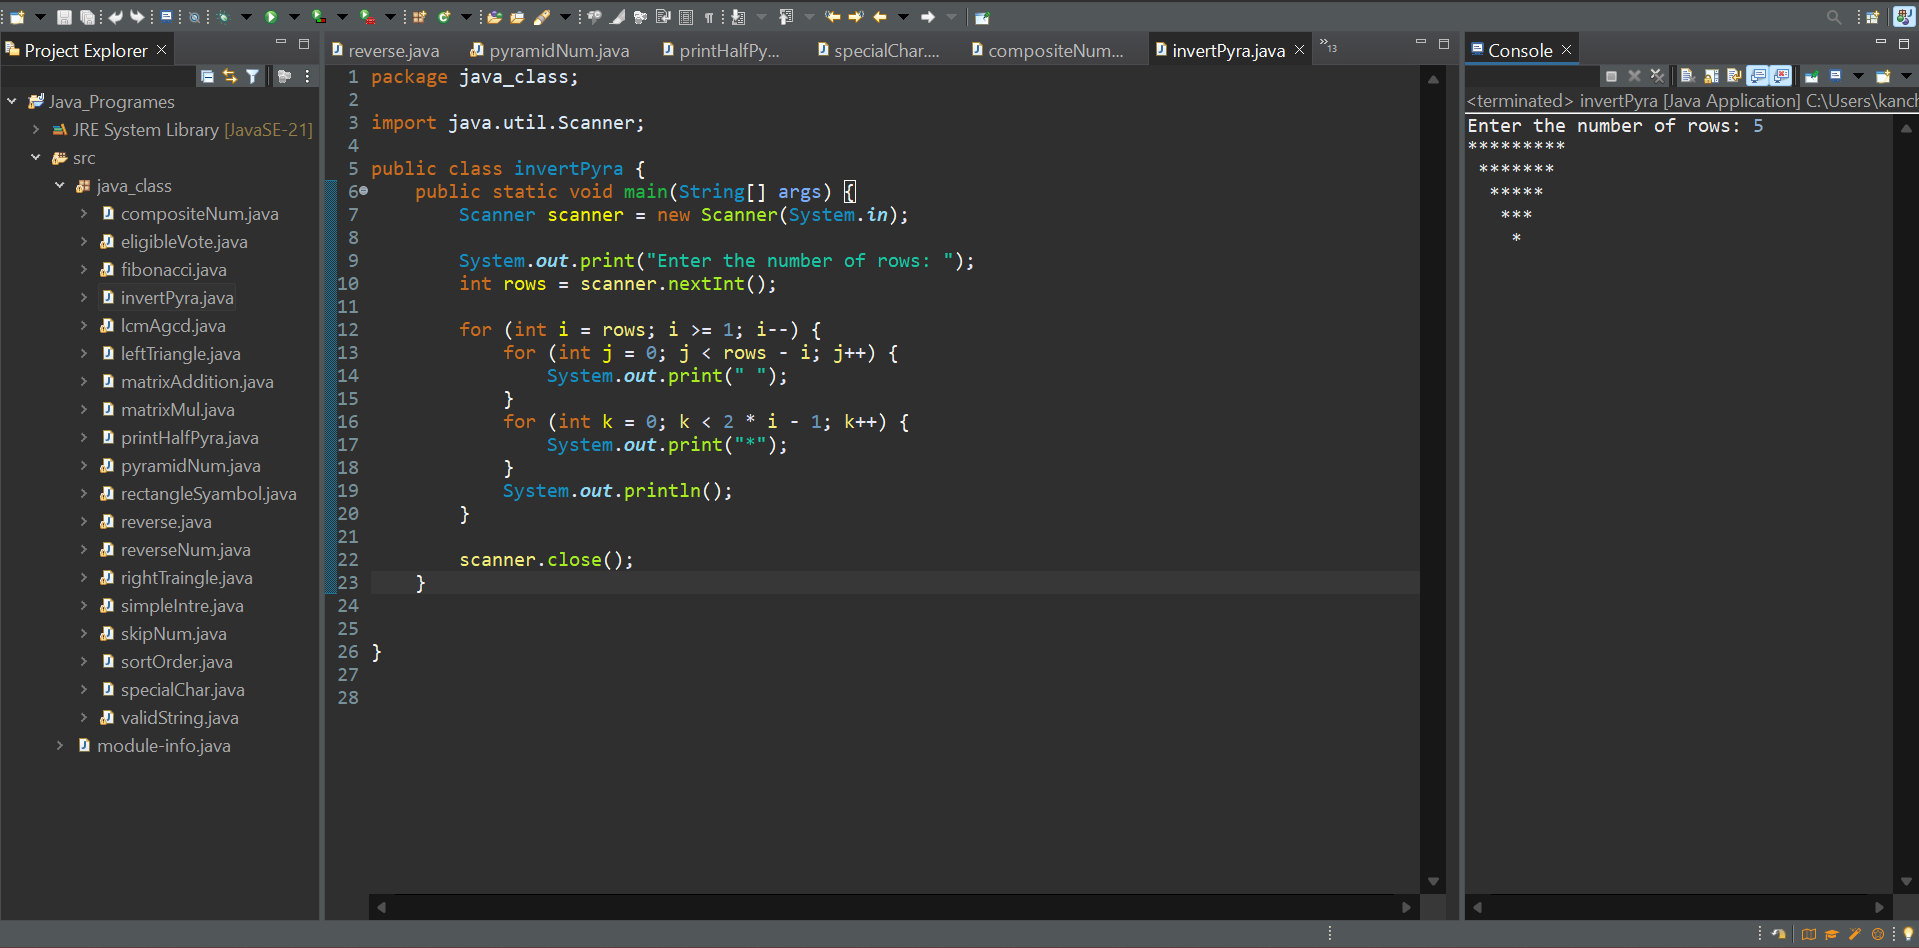 Project Explorer
Java_Programes
JRE System Library [JavaSE-21]
src
java_class
compositeNum.java
eligibleVote.java
fibonacci.java
invertPyra.java
lcmAgcd.java
leftTriangle.java
matrixAddition.java
matrixMul.java
printHalfPyra.java
pyramidNum.java
rectangleSyambol.java
reverse.java
reverseNum.java
rightTraingle.java
simpleIntre.java
skipNum.java
sortOrder.java
specialChar.java
validString.java
module-info.java
reverse.java pyramidNum.java printHalfPy... specialChar.... compositeNum... invertPyra.java »13
1 package java_class;
2
3 import java.util.Scanner;
4
5 public class invertPyra {
6     public static void main(String[] args) {
7         Scanner scanner = new Scanner(System.in);
8
9         System.out.print("Enter the number of rows: ");
10         int rows = scanner.nextInt();
11
12         for (int i = rows; i >= 1; i--) {
13             for (int j = 0; j < rows - i; j++) {
14                 System.out.print(" ");
15             }
16             for (int k = 0; k < 2 * i - 1; k++) {
17                 System.out.print("*");
18             }
19             System.out.println();
20         }
21
22         scanner.close();
23     }
24
25
26 }
27
28
Console
<terminated> invertPyra [Java Application] C:\Users\kanch
Enter the number of rows: 5
*********
 *******
  *****
   ***
    *